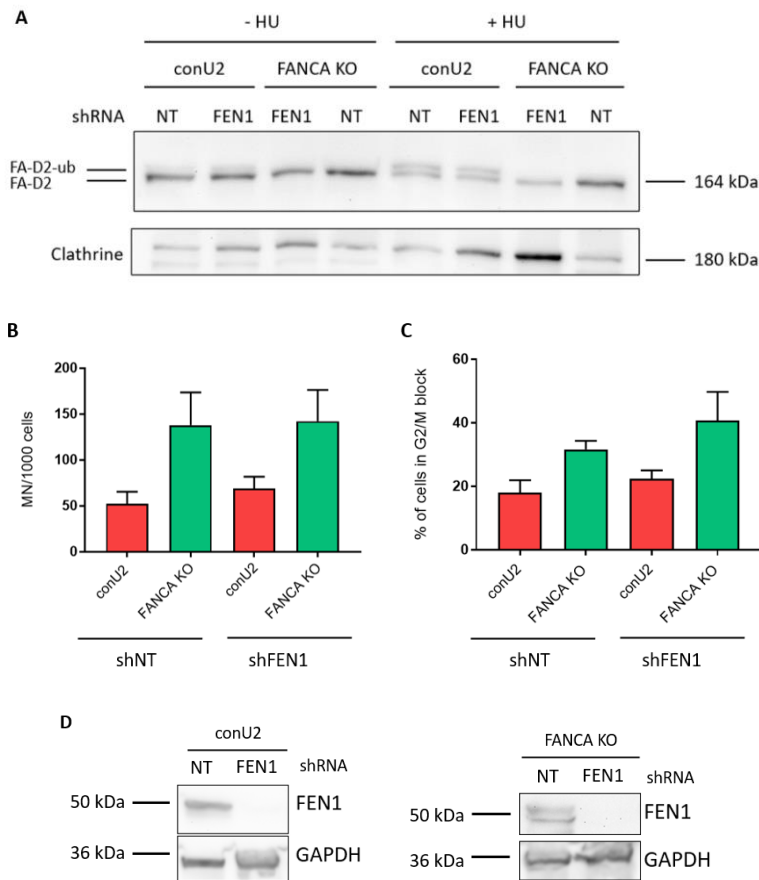 A
- HU + HU
conU2 FANCA KO conU2 FANCA KO
shRNA NT FEN1 FEN1 NT NT FEN1 FEN1 NT
FA-D2-ub
FA-D2
164 kDa
Clathrine
180 kDa
B
MN/1000 cells
200
150
100
50
0
conU2 FANCA KO conU2 FANCA KO
shNT shFEN1
C
% of cells in G2/M block
60
40
20
0
conU2 FANCA KO conU2 FANCA KO
shNT shFEN1
D
conU2
NT FEN1 shRNA
50 kDa FEN1
36 kDa GAPDH
FANCA KO
NT FEN1 shRNA
50 kDa FEN1
36 kDa GAPDH